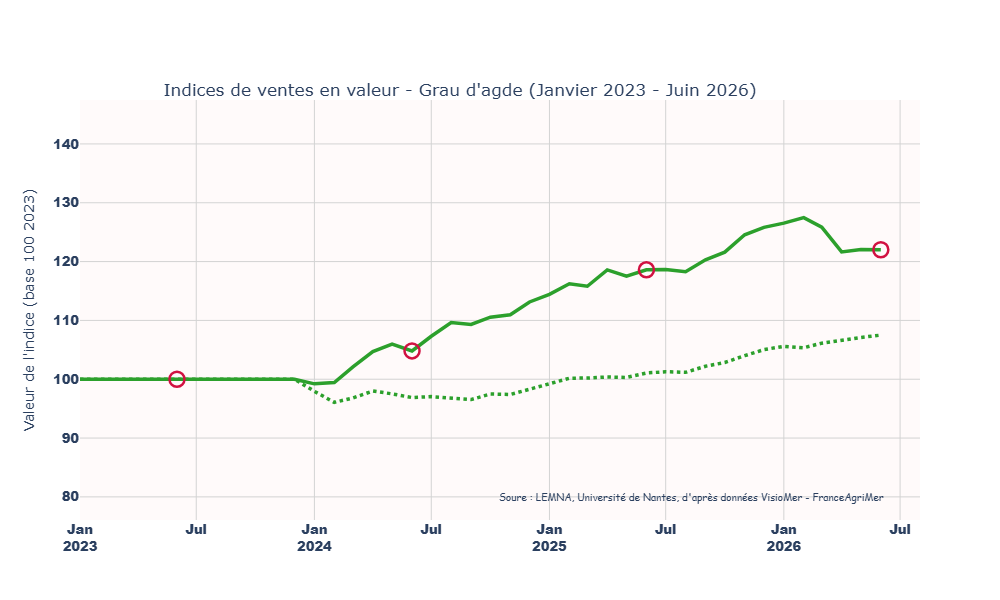 Indices de ventes en valeur - Grau d'agde (Janvier 2023 - Juin 2026)
Valeur de l'indice (base 100 2023)
140
130
120
110
100
90
80
Soure : LEMNA, Université de Nantes, d'après données VisioMer - FranceAgriMer
Jan Jul Jan Jul Jan Jul Jan Jul
2023 2024 2025 2026